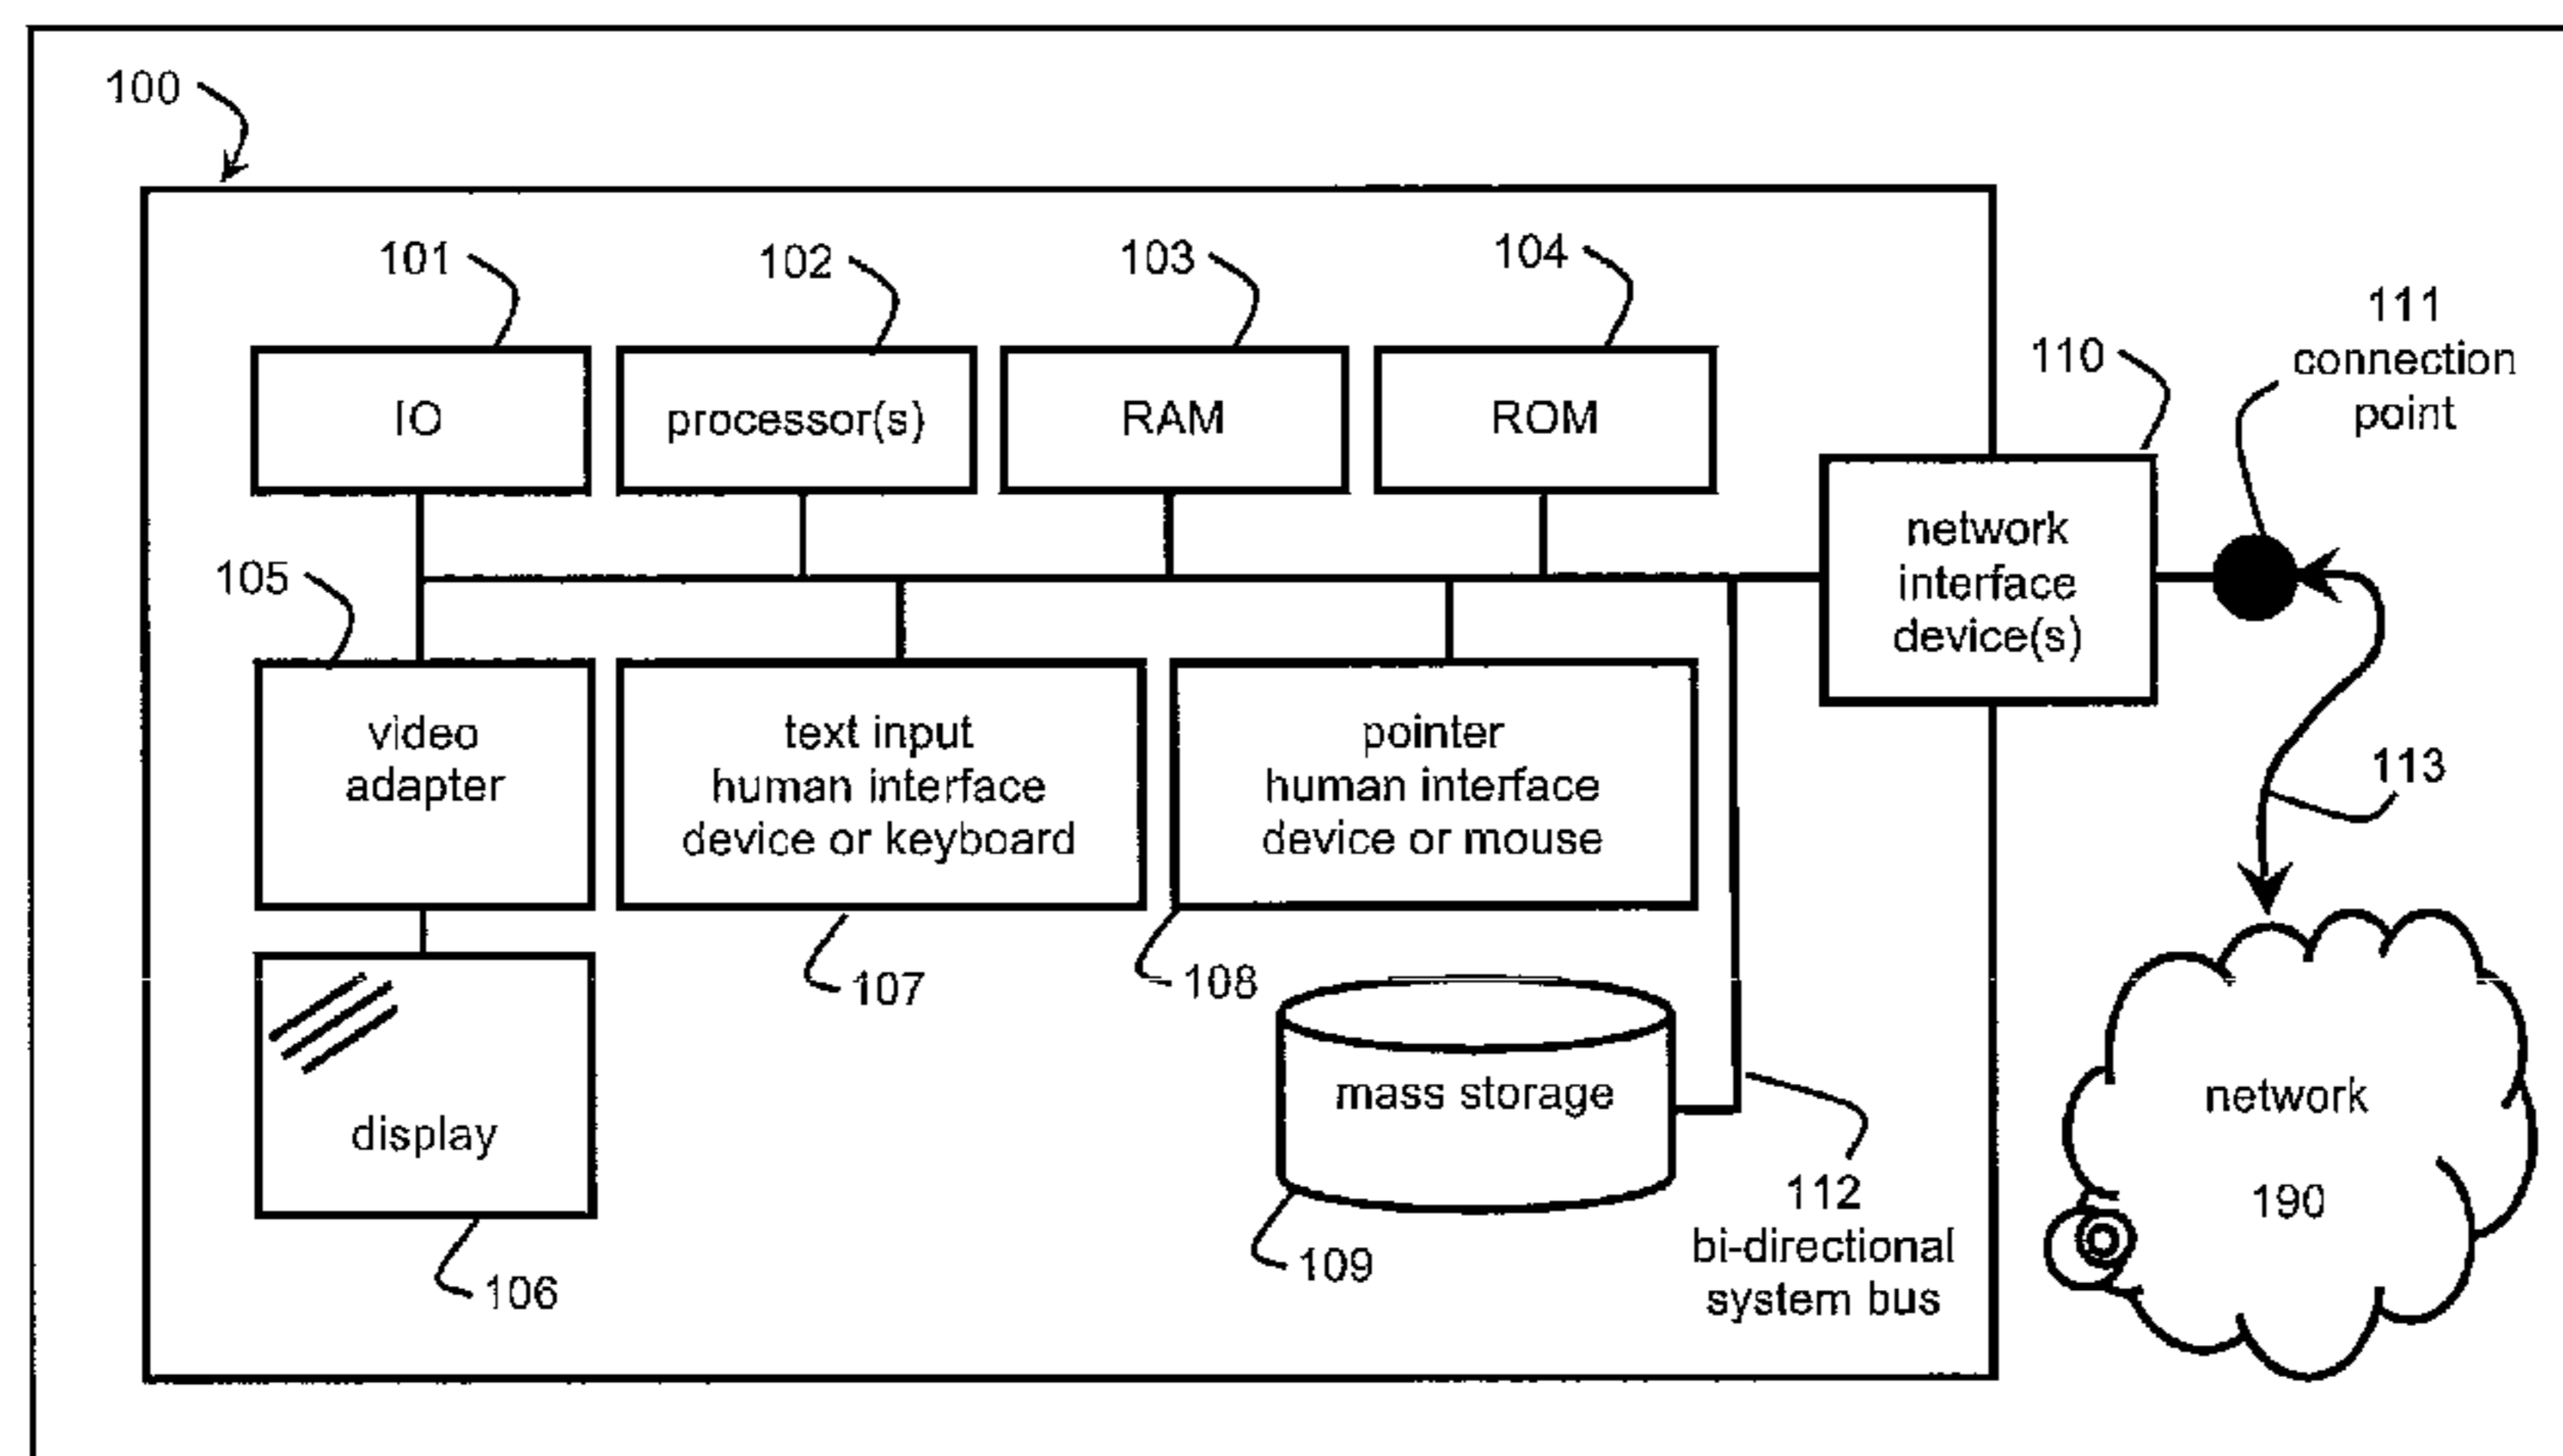 100
101
102
103
104
IO
processor(s)
RAM
ROM
110
111
connection
point
network
interface
device(s)
105
video
adapter
text input
human interface
device or keyboard
pointer
human interface
device or mouse
113
107
108
display
106
mass storage
109
112
bi-directional
system bus
network
190